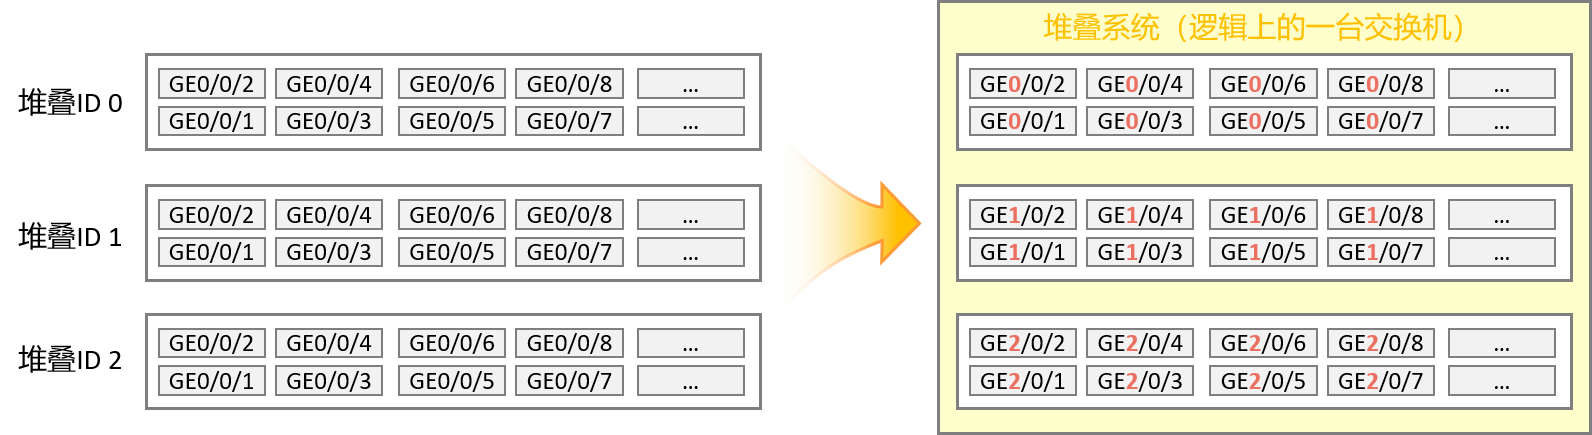 堆叠系统（逻辑上的一台交换机）
堆叠ID 0
GE0/0/2 GE0/0/4 GE0/0/6 GE0/0/8 ...
GE0/0/1 GE0/0/3 GE0/0/5 GE0/0/7 ...
堆叠ID 1
GE0/0/2 GE0/0/4 GE0/0/6 GE0/0/8 ...
GE0/0/1 GE0/0/3 GE0/0/5 GE0/0/7 ...
堆叠ID 2
GE0/0/2 GE0/0/4 GE0/0/6 GE0/0/8 ...
GE0/0/1 GE0/0/3 GE0/0/5 GE0/0/7 ...
GE0/0/2 GE0/0/4 GE0/0/6 GE0/0/8 ...
GE0/0/1 GE0/0/3 GE0/0/5 GE0/0/7 ...
GE1/0/2 GE1/0/4 GE1/0/6 GE1/0/8 ...
GE1/0/1 GE1/0/3 GE1/0/5 GE1/0/7 ...
GE2/0/2 GE2/0/4 GE2/0/6 GE2/0/8 ...
GE2/0/1 GE2/0/3 GE2/0/5 GE2/0/7 ...